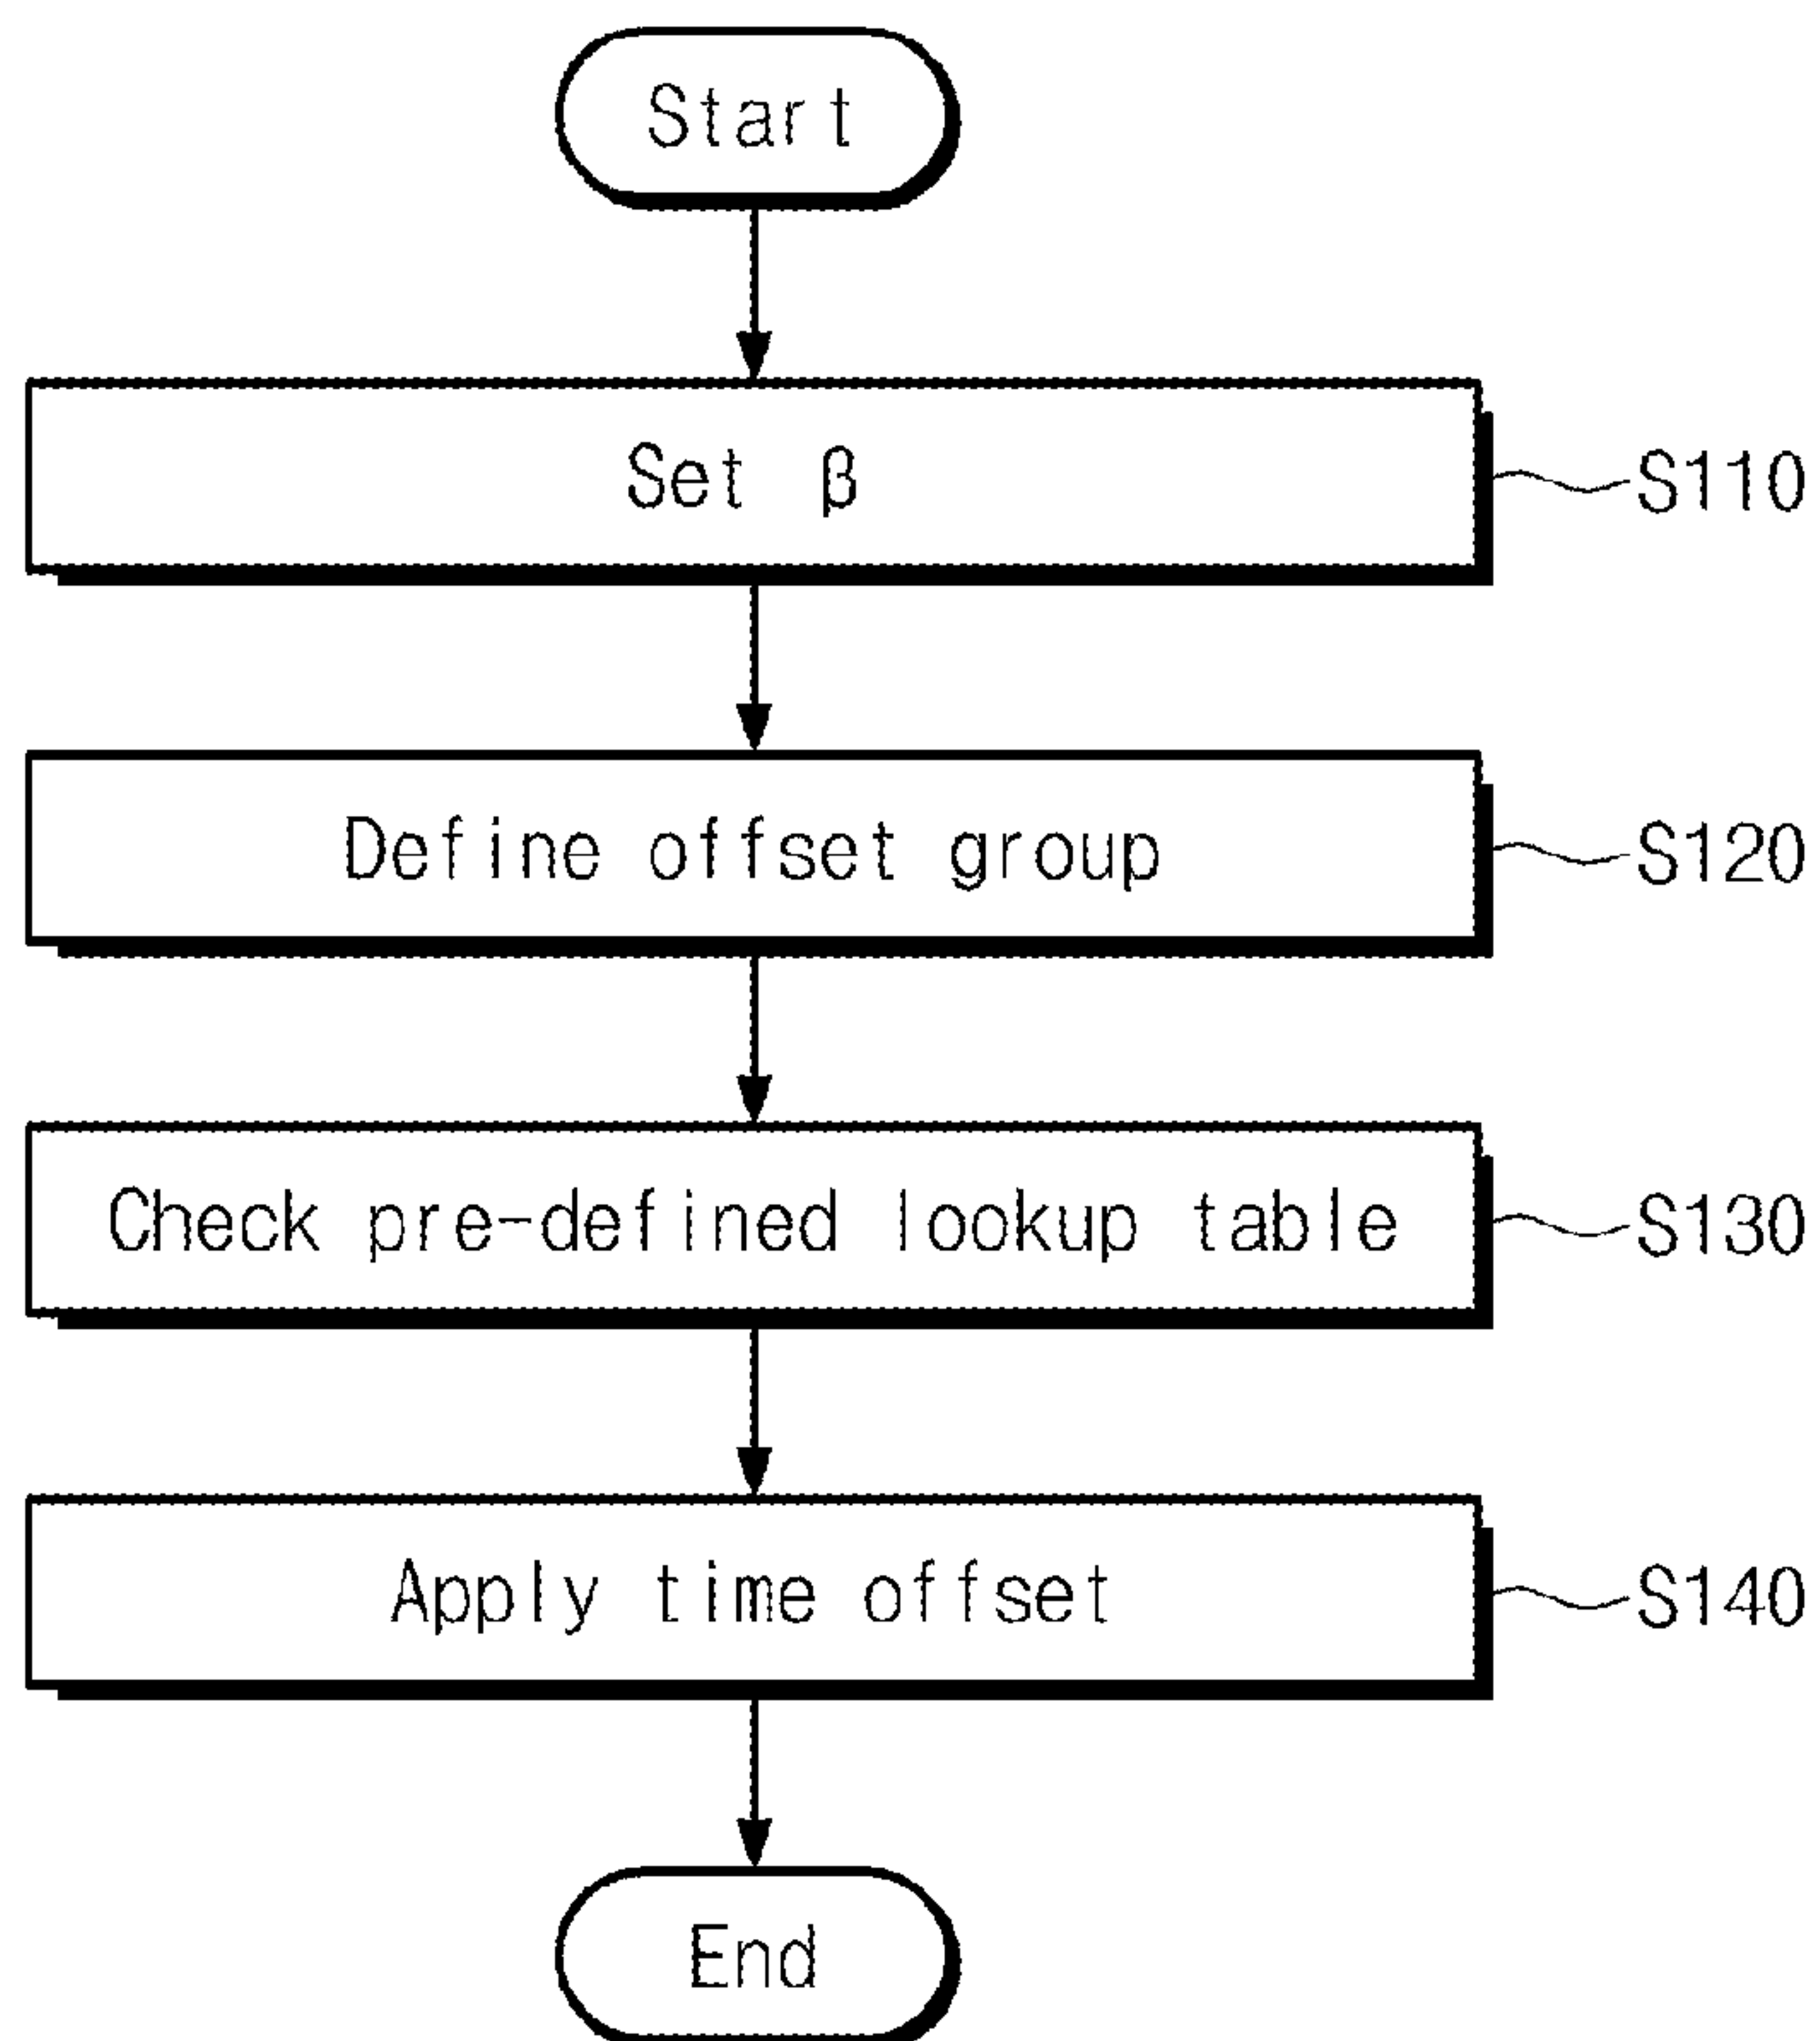 Start
Set β
S110
Define offset group
S120
Check pre-defined lookup table
S130
Apply time offset
S140
End